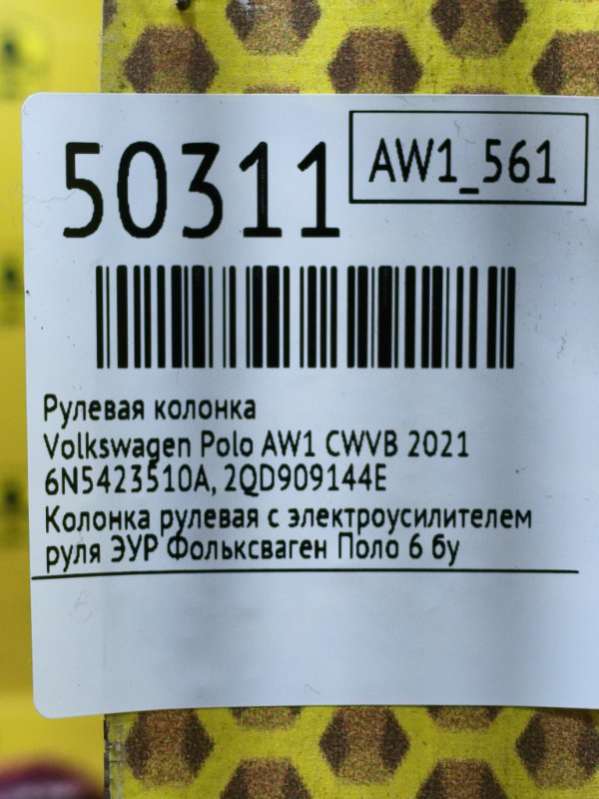 50311
AW1_561
Рулевая колонка
Volkswagen Polo AW1 CWVB 2021
6N5423510A, 2QD909144E
Колонка рулевая с электроусилителем
руля ЭУР Фольксваген Поло 6 бу